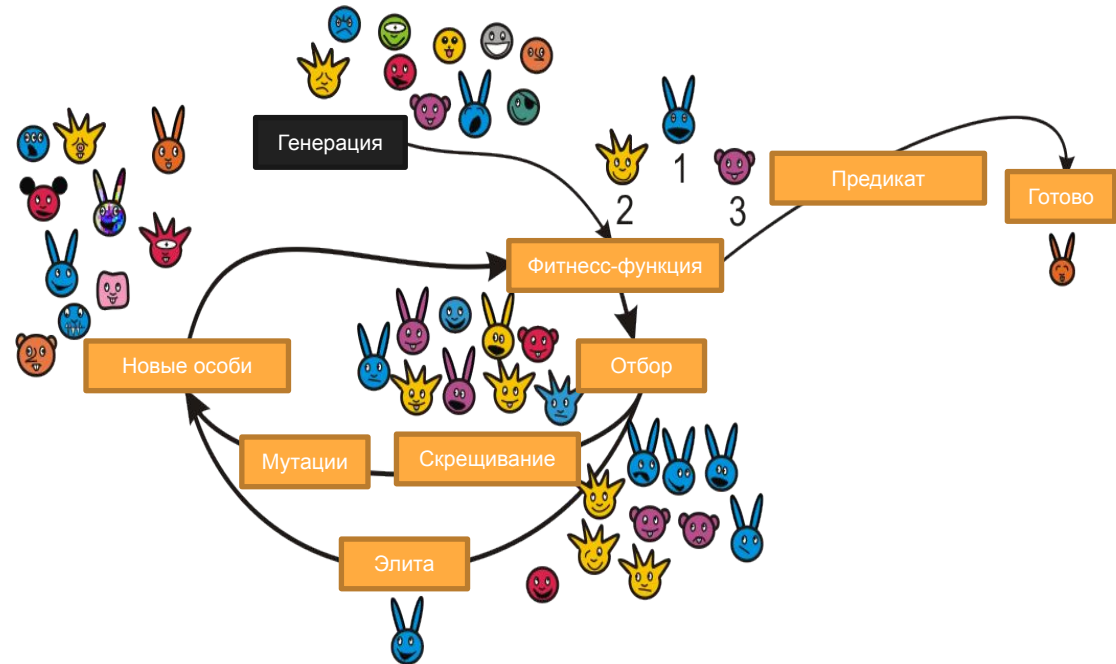 Генерация
1
2
3
Предикат
Готово
Фитнесс-функция
Новые особи
Отбор
Мутации
Скрещивание
Элита